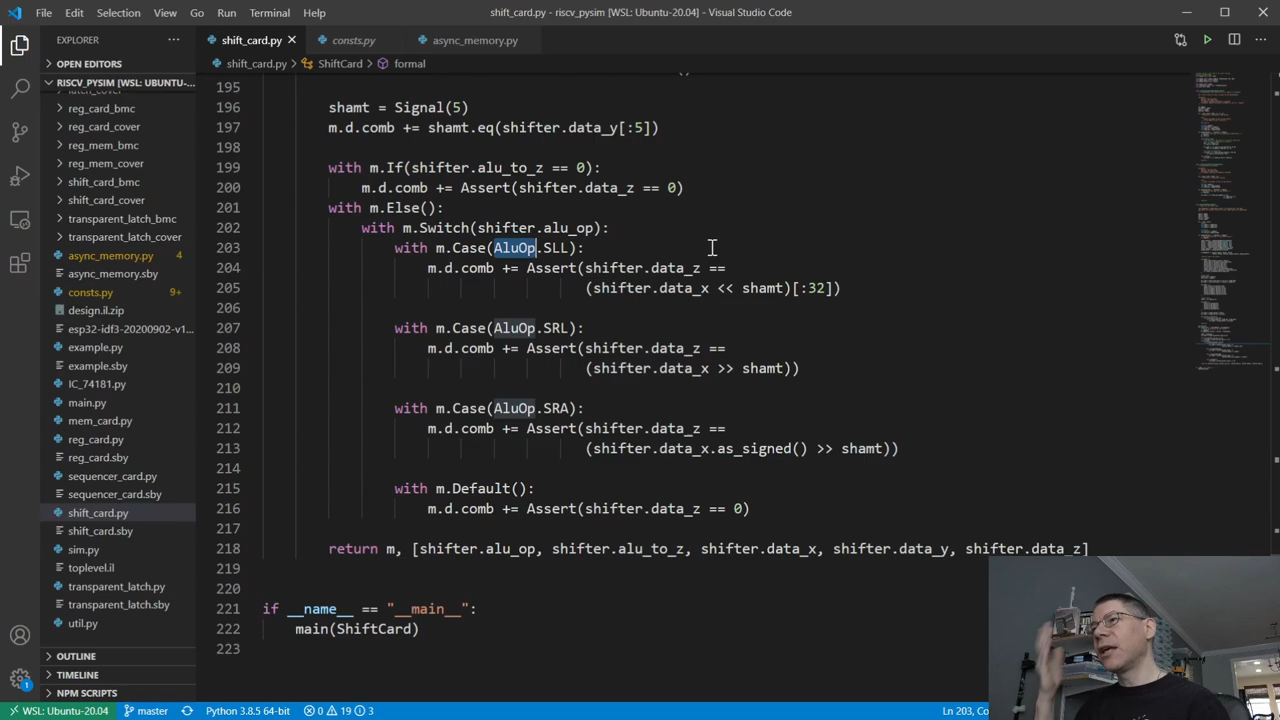 File Edit Selection View Go Run Terminal Help
shift_card.py - riscv_pysim [WSL: Ubuntu-20.04] - Visual Studio Code
EXPLORER
OPEN EDITORS
RISCV_PYSIM [WSL: UBUNTU-...
reg_card_bmc
reg_card_cover
reg_mem_bmc
reg_mem_cover
shift_card_bmc
shift_card_cover
transparent_latch_bmc
transparent_latch_cover
async_memory.py 4
async_memory.sby
consts.py 9+
design.il.zip
esp32-idf3-20200902-v1...
example.py
example.sby
IC_74181.py
main.py
mem_card.py
reg_card.py
reg_card.sby
sequencer_card.py
sequencer_card.sby
shift_card.py
shift_card.sby
sim.py
toplevel.il
transparent_latch.py
transparent_latch.sby
util.py
OUTLINE
TIMELINE
NPM SCRIPTS
shift_card.py
consts.py
async_memory.py
shift_card.py > ShiftCard > formal
195
196 shamt = Signal(5)
197 m.d.comb += shamt.eq(shifter.data_y[:5])
198
199 with m.If(shifter.alu_to_z == 0):
200 m.d.comb += Assert(shifter.data_z == 0)
201 with m.Else():
202 with m.Switch(shifter.alu_op):
203 with m.Case(AluOp.SLL):
204 m.d.comb += Assert(shifter.data_z ==
205 (shifter.data_x << shamt)[:32])
206
207 with m.Case(AluOp.SRL):
208 m.d.comb += Assert(shifter.data_z ==
209 (shifter.data_x >> shamt))
210
211 with m.Case(AluOp.SRA):
212 m.d.comb += Assert(shifter.data_z ==
213 (shifter.data_x.as_signed() >> shamt))
214
215 with m.Default():
216 m.d.comb += Assert(shifter.data_z == 0)
217
218 return m, [shifter.alu_op, shifter.alu_to_z, shifter.data_x, shifter.data_y, shifter.data_z]
219
220
221 if __name__ == "__main__":
222 main(ShiftCard)
223
1
WSL: Ubuntu-20.04 master Python 3.8.5 64-bit 0 19 3
Ln 203, co